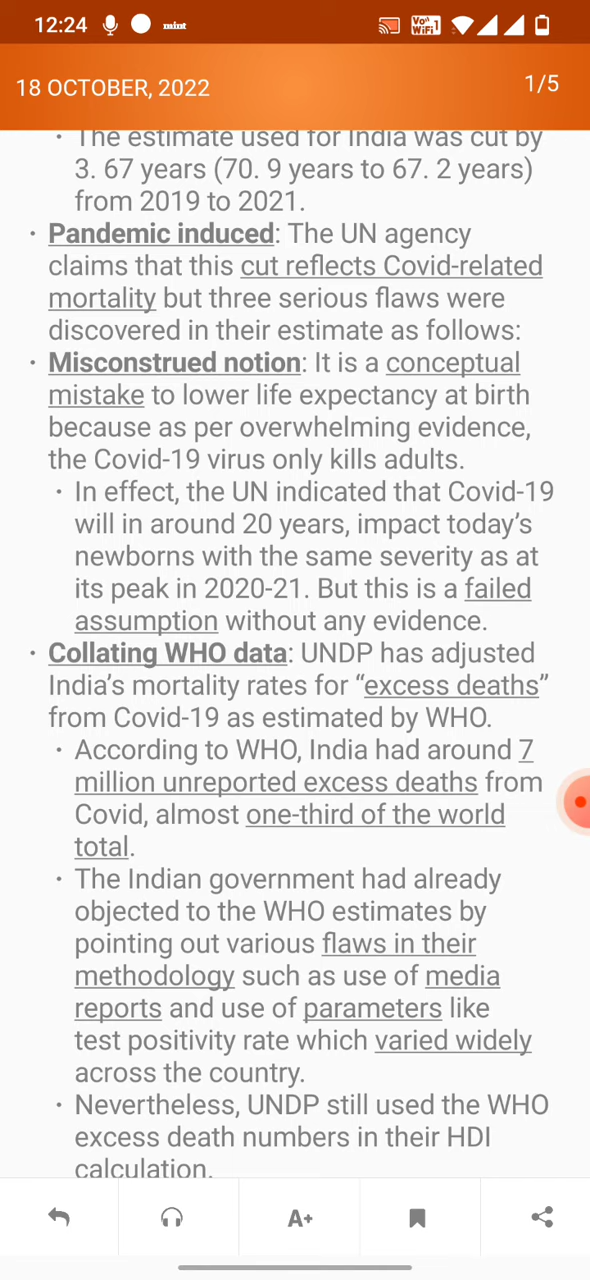 12:24 mint Vo)) WiFi1
18 OCTOBER, 2022 1/5
• The estimate used for India was cut by
3. 67 years (70. 9 years to 67. 2 years)
from 2019 to 2021.
• Pandemic induced: The UN agency
claims that this cut reflects Covid-related
mortality but three serious flaws were
discovered in their estimate as follows:
• Misconstrued notion: It is a conceptual
mistake to lower life expectancy at birth
because as per overwhelming evidence,
the Covid-19 virus only kills adults.
• In effect, the UN indicated that Covid-19
will in around 20 years, impact today’s
newborns with the same severity as at
its peak in 2020-21. But this is a failed
assumption without any evidence.
• Collating WHO data: UNDP has adjusted
India’s mortality rates for “excess deaths”
from Covid-19 as estimated by WHO.
• According to WHO, India had around 7
million unreported excess deaths from
Covid, almost one-third of the world
total.
• The Indian government had already
objected to the WHO estimates by
pointing out various flaws in their
methodology such as use of media
reports and use of parameters like
test positivity rate which varied widely
across the country.
• Nevertheless, UNDP still used the WHO
excess death numbers in their HDI
calculation.
A+